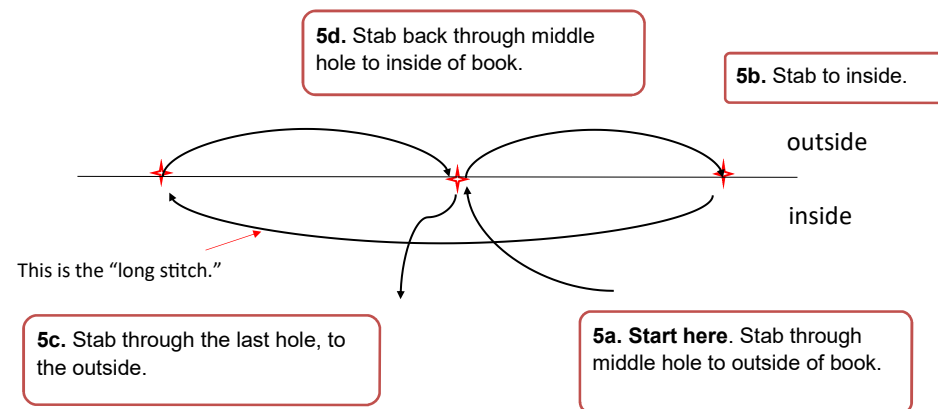 5d. Stab back through middle
hole to inside of book.
5b. Stab to inside.
outside
inside
This is the “long stitch.”
5c. Stab through the last hole, to
the outside.
5a. Start here. Stab through
middle hole to outside of book.